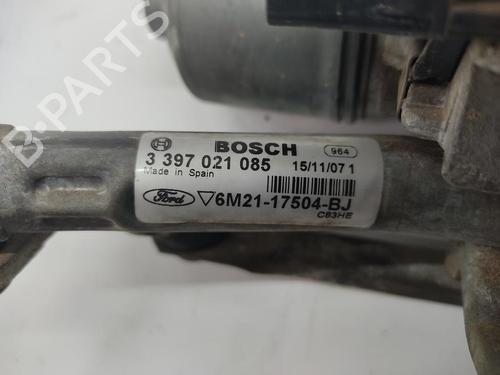 BOSCH 964
3 397 021 085 15/11/07 1
Made in Spain
Ford 6M21-17504-BJ
C83HE
B-PARTS